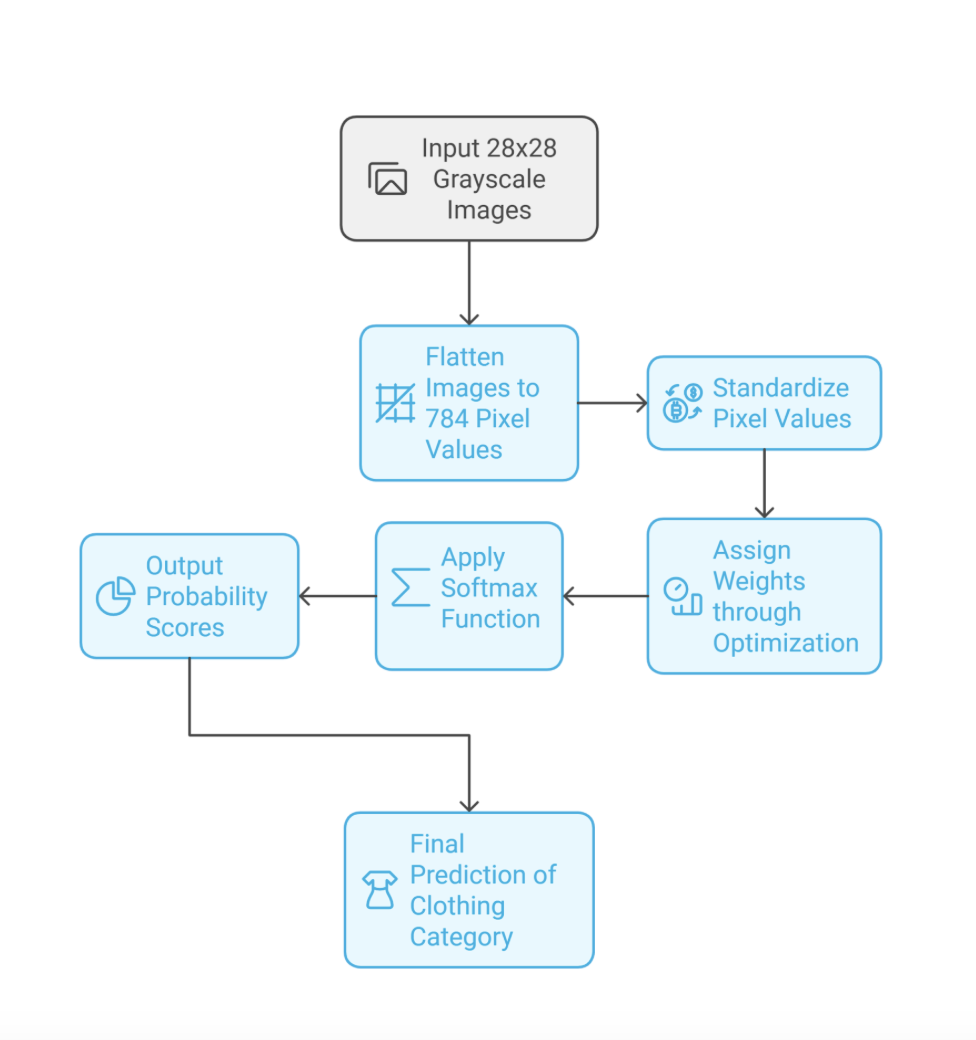 Input 28x28
Grayscale
Images
Flatten
Images to
784 Pixel
Values
Standardize
Pixel Values
Assign
Weights
through
Optimization
Apply
Softmax
Function
Output
Probability
Scores
Final
Prediction of
Clothing
Category